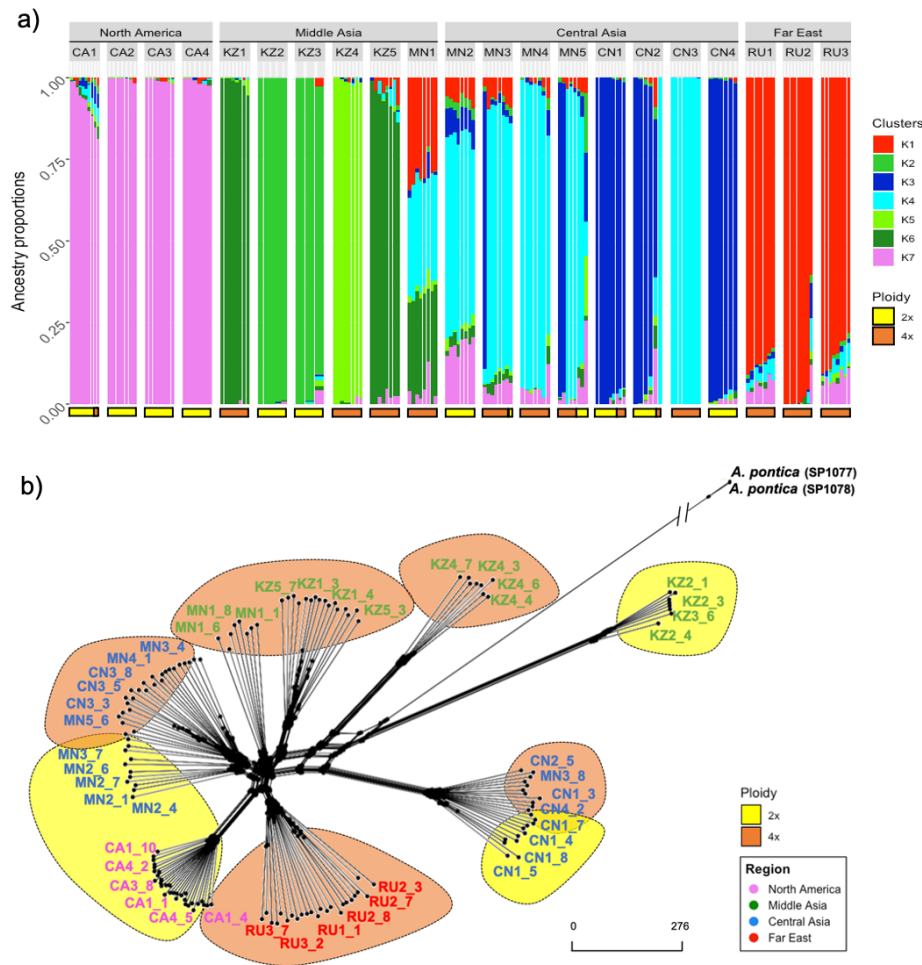 a)
North America Middle Asia Central Asia Far East
CA1 CA2 CA3 CA4 KZ1 KZ2 KZ3 KZ4 KZ5 MN1 MN2 MN3 MN4 MN5 CN1 CN2 CN3 CN4 RU1 RU2 RU3
Ancestry proportions
1.00
0.75
0.50
0.25
0.00
Clusters
K1
K2
K3
K4
K5
K6
K7
Ploidy
2x
4x
b)
A. pontica (SP1077)
A. pontica (SP1078)
KZ4_7 KZ4_3
KZ4_6
KZ4_4
KZ5_7 KZ1_3
KZ1_4
KZ5_3
MN1_8 MN1_1
MN1_6
KZ2_1
KZ2_3
KZ3_6
KZ2_4
MN3_4
MN4_1
CN3_8
CN3_5
CN3_3
MN5_6
MN3_7
MN2_6
MN2_7
MN2_1 MN2_4
CN2_5
MN3_8
CN1_3
CN4_2
CN1_7
CN1_4
CN1_8
CN1_5
CA1_10
CA4_2
CA3_8
CA1_1
CA4_5 CA1_4
RU2_3
RU2_7
RU2_8
RU1_1
RU3_2
RU3_7
0 276
Ploidy
2x
4x
Region
North America
Middle Asia
Central Asia
Far East